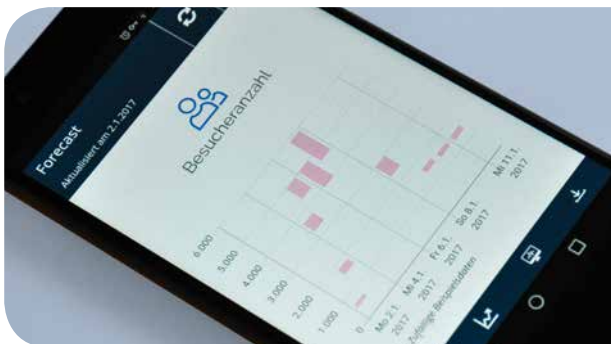 Forecast
Aktualisiert am 2.1.2017
Besucheranzahl
6.000
5.000
4.000
3.000
2.000
1.000
0
Mo 2.1.
2017
Mi 4.1.
2017
Fr 6.1.
2017
So 8.1.
2017
Mi 11.1.
2017
Zufällige Beispielsdaten